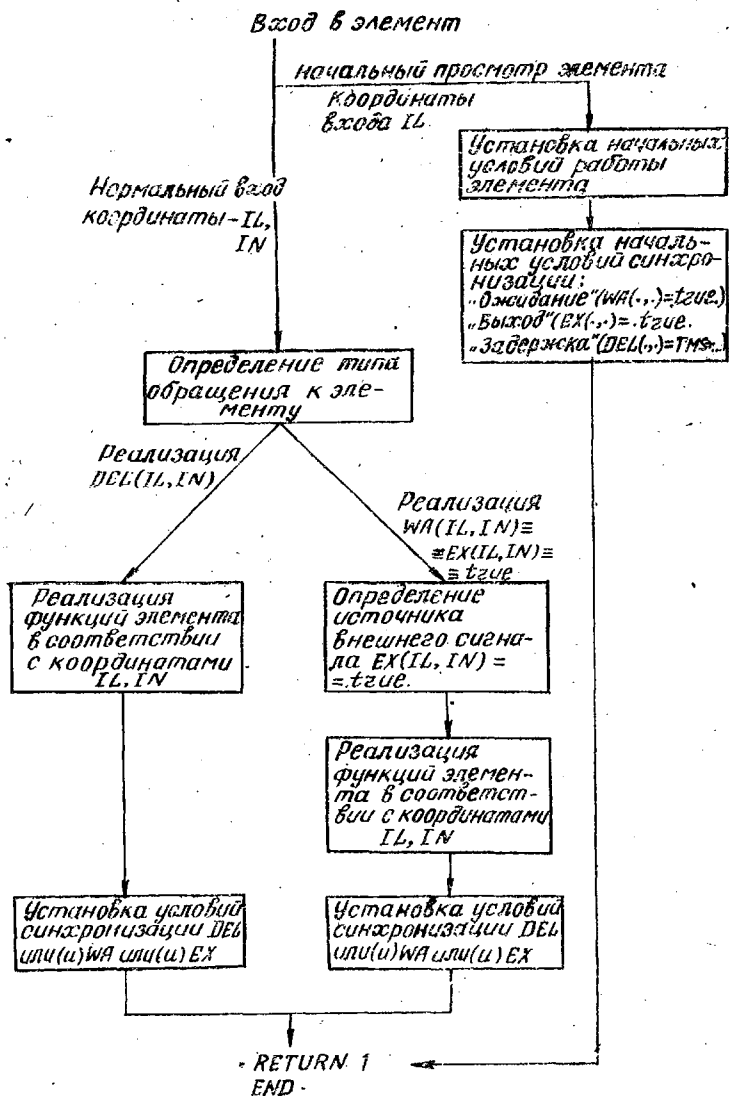 Вход в элемент
начальный просмотр элемента
Координаты
входа IL
Установка начальных
условий работы
элемента
Нормальный вход
координаты-IL,
IN
Установка началь-
ных условий синхро-
низации:
„Ожидание"(WA(·,·)=true.)
„Выход"(EX(·,·)=.true.
„Задержка"(DEL(·,·)=TMS...)
Определение типа
обращения к эле-
менту
Реализация
DEL(IL,IN)
Реализация
WA(IL,IN)≡
≡EX(IL,IN)≡
≡ true
Реализация
функций элемента
в соответствии
с координатами
IL,IN
Определение
источника
внешнего сигна-
ла EX(IL,IN)=
=.true.
Реализация
функций элемен-
та в соответст-
вии с координатами
IL,IN
Установка условий
синхронизации DEL
или(и)WA или(и)EX
Установка условий
синхронизации DEL
или(и)WA или(и)EX
RETURN 1
END